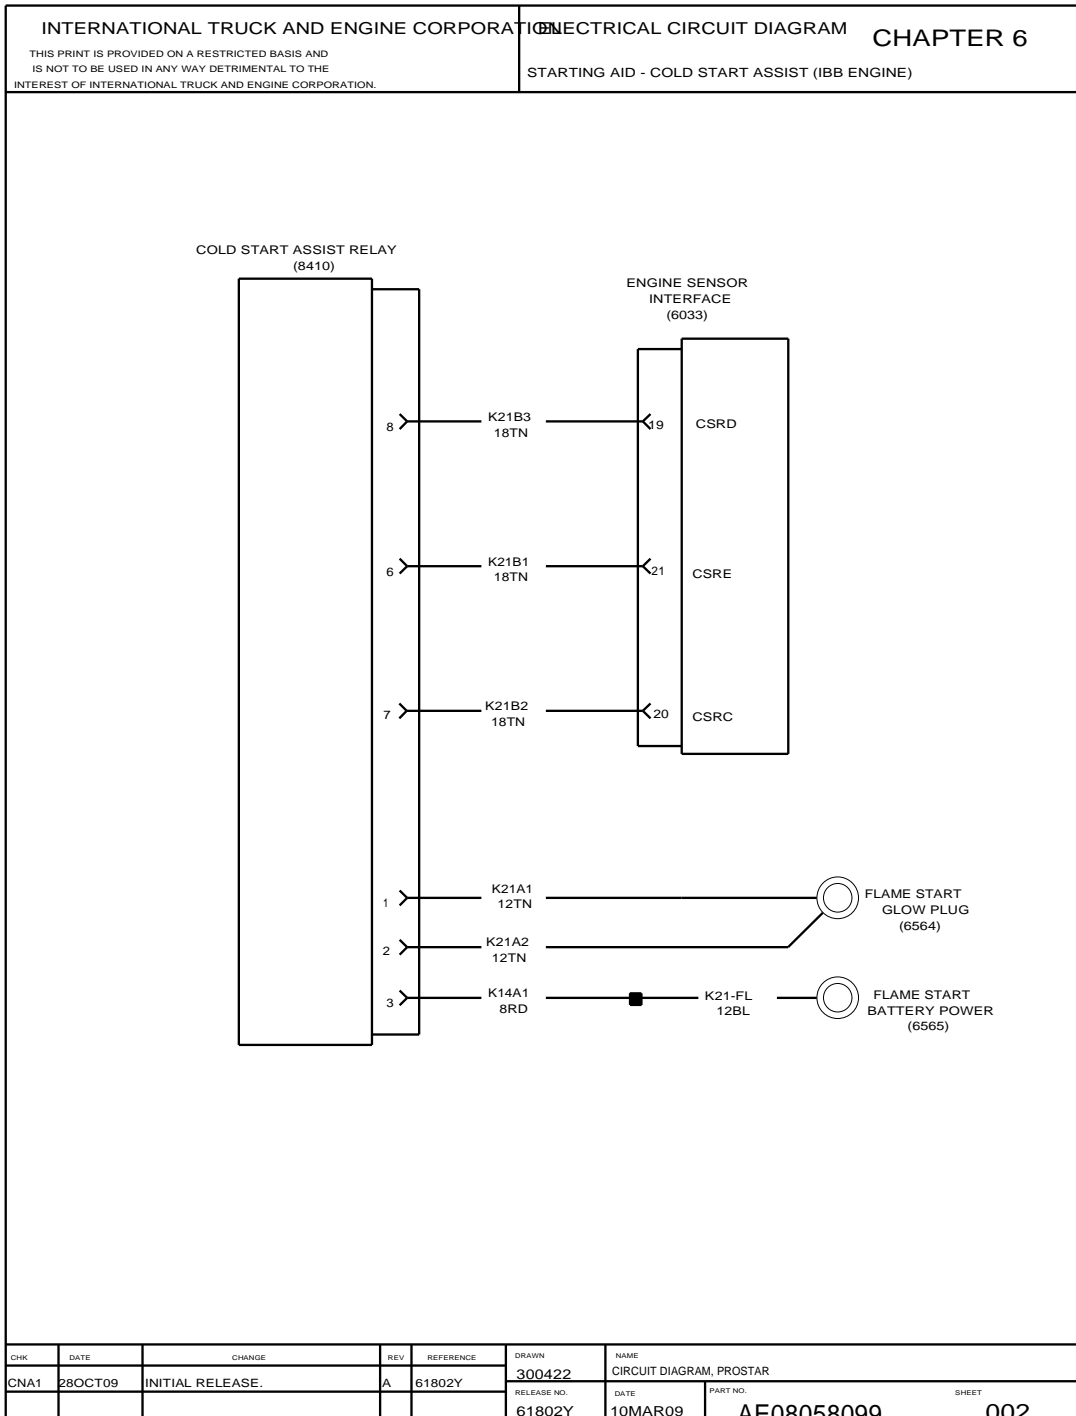 INTERNATIONAL TRUCK AND ENGINE CORPORATION
THIS PRINT IS PROVIDED ON A RESTRICTED BASIS AND
IS NOT TO BE USED IN ANY WAY DETRIMENTAL TO THE
INTEREST OF INTERNATIONAL TRUCK AND ENGINE CORPORATION.
ELECTRICAL CIRCUIT DIAGRAM
CHAPTER 6
STARTING AID - COLD START ASSIST (IBB ENGINE)
COLD START ASSIST RELAY
(8410)
ENGINE SENSOR
INTERFACE
(6033)
8
K21B3
18TN
19
CSRD
6
K21B1
18TN
21
CSRE
7
K21B2
18TN
20
CSRC
1
K21A1
12TN
FLAME START
GLOW PLUG
(6564)
2
K21A2
12TN
3
K14A1
8RD
K21-FL
12BL
FLAME START
BATTERY POWER
(6565)
CHK DATE CHANGE REV REFERENCE
CNA1 28OCT09 INITIAL RELEASE. A 61802Y
DRAWN
300422
NAME
CIRCUIT DIAGRAM, PROSTAR
RELEASE NO.
61802Y
DATE
10MAR09
PART NO.
AE08058099
SHEET
002